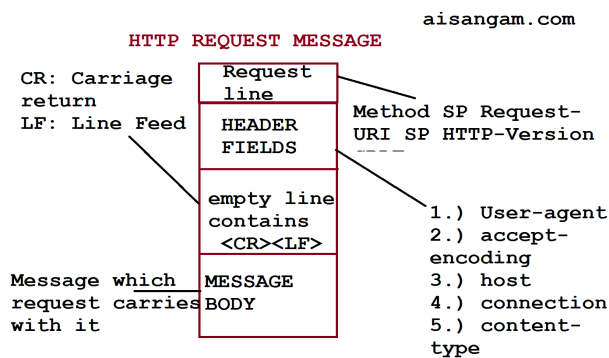 aisangam.com
HTTP REQUEST MESSAGE
CR: Carriage
return
LF: Line Feed
Request
line
Method SP Request-
URI SP HTTP-Version
HEADER
FIELDS
empty line
contains
<CR><LF>
1.) User-agent
2.) accept-
encoding
3.) host
4.) connection
5.) content-
type
Message which
request carries
with it
MESSAGE
BODY